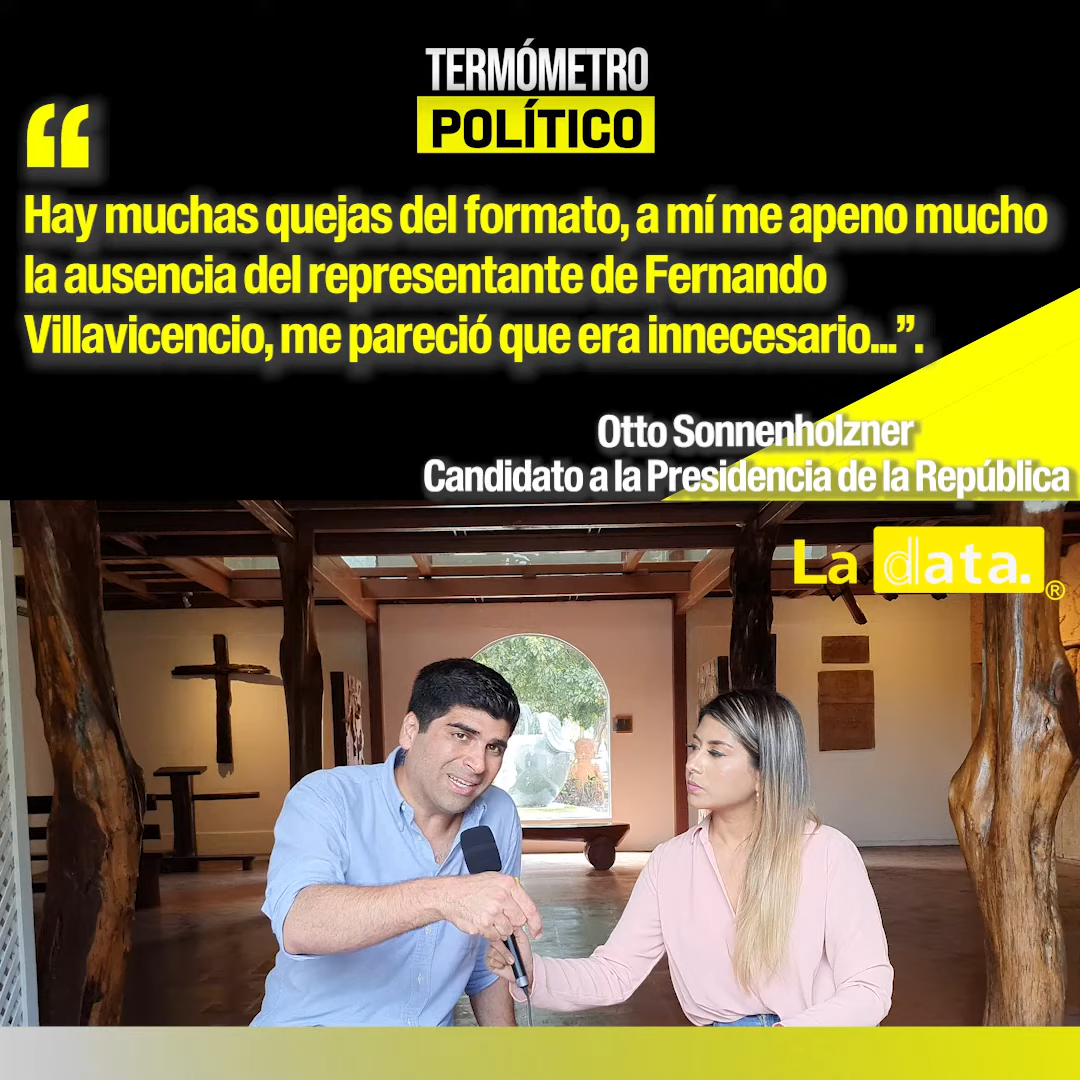 TERMÓMETRO
POLÍTICO
“
Hay muchas quejas del formato, a mí me apeno mucho
la ausencia del representante de Fernando
Villavicencio, me pareció que era innecesario...”.
Otto Sonnenholzner
Candidato a la Presidencia de la República
La data.®